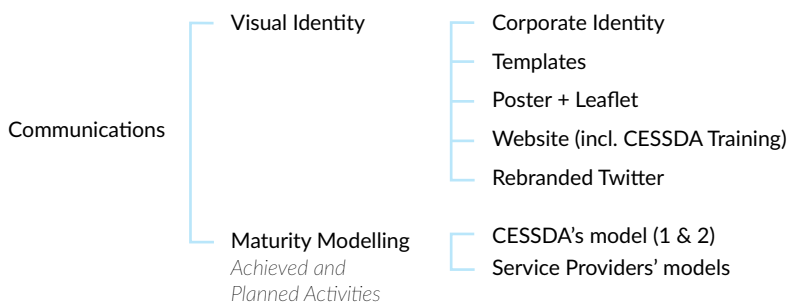 Communications
Visual Identity
Corporate Identity
Templates
Poster + Leaflet
Website (incl. CESSDA Training)
Rebranded Twitter
Maturity Modelling
Achieved and
Planned Activities
CESSDA’s model (1 & 2)
Service Providers’ models